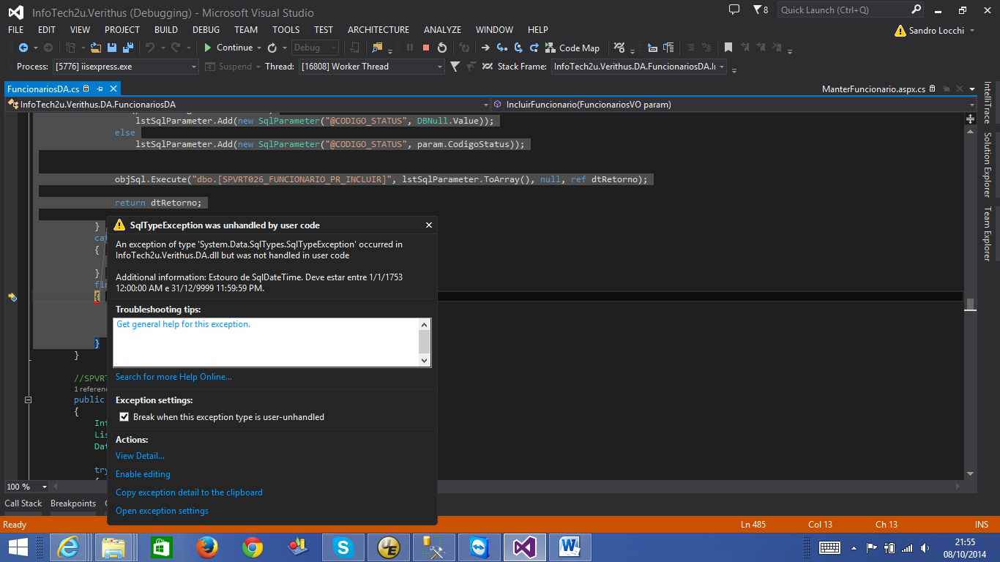 InfoTech2u.Verithus (Debugging) - Microsoft Visual Studio
8
Quick Launch (Ctrl+Q)
FILE EDIT VIEW PROJECT BUILD DEBUG TEAM TOOLS TEST ARCHITECTURE ANALYZE WINDOW HELP
Sandro Locchi
Continue Debug Code Map
Process: [5776] iisexpress.exe Suspend Thread: [16808] Worker Thread Stack Frame: InfoTech2u.Verithus.DA.FuncionariosDA.Ir
FuncionariosDA.cs
ManterFuncionario.aspx.cs
InfoTech2u.Verithus.DA.FuncionariosDA
IncluirFuncionario(FuncionariosVO param)
IntelliTrace
Solution Explorer
Team Explorer
lstSqlParameter.Add(new SqlParameter("@CODIGO_STATUS", DBNull.Value));
else
lstSqlParameter.Add(new SqlParameter("@CODIGO_STATUS", param.CodigoStatus));
objSql.Execute("dbo.[SPVRT026_FUNCIONARIO_PR_INCLUIR]", lstSqlParameter.ToArray(), null, ref dtRetorno);
return dtRetorno;
}
cat
{
}
fin
{
}
}
//SPVRT
1 referenc
public
{
Int
Lis
Dat
try
{
SqlTypeException was unhandled by user code
An exception of type 'System.Data.SqlTypes.SqlTypeException' occurred in
InfoTech2u.Verithus.DA.dll but was not handled in user code
Additional information: Estouro de SqlDateTime. Deve estar entre 1/1/1753
12:00:00 AM e 31/12/9999 11:59:59 PM.
Troubleshooting tips:
Get general help for this exception.
Search for more Help Online...
Exception settings:
Break when this exception type is user-unhandled
Actions:
View Detail...
Enable editing
Copy exception detail to the clipboard
Open exception settings
100 %
Call Stack Breakpoints
Ready
Ln 485 Col 13 Ch 13 INS
21:55
08/10/2014